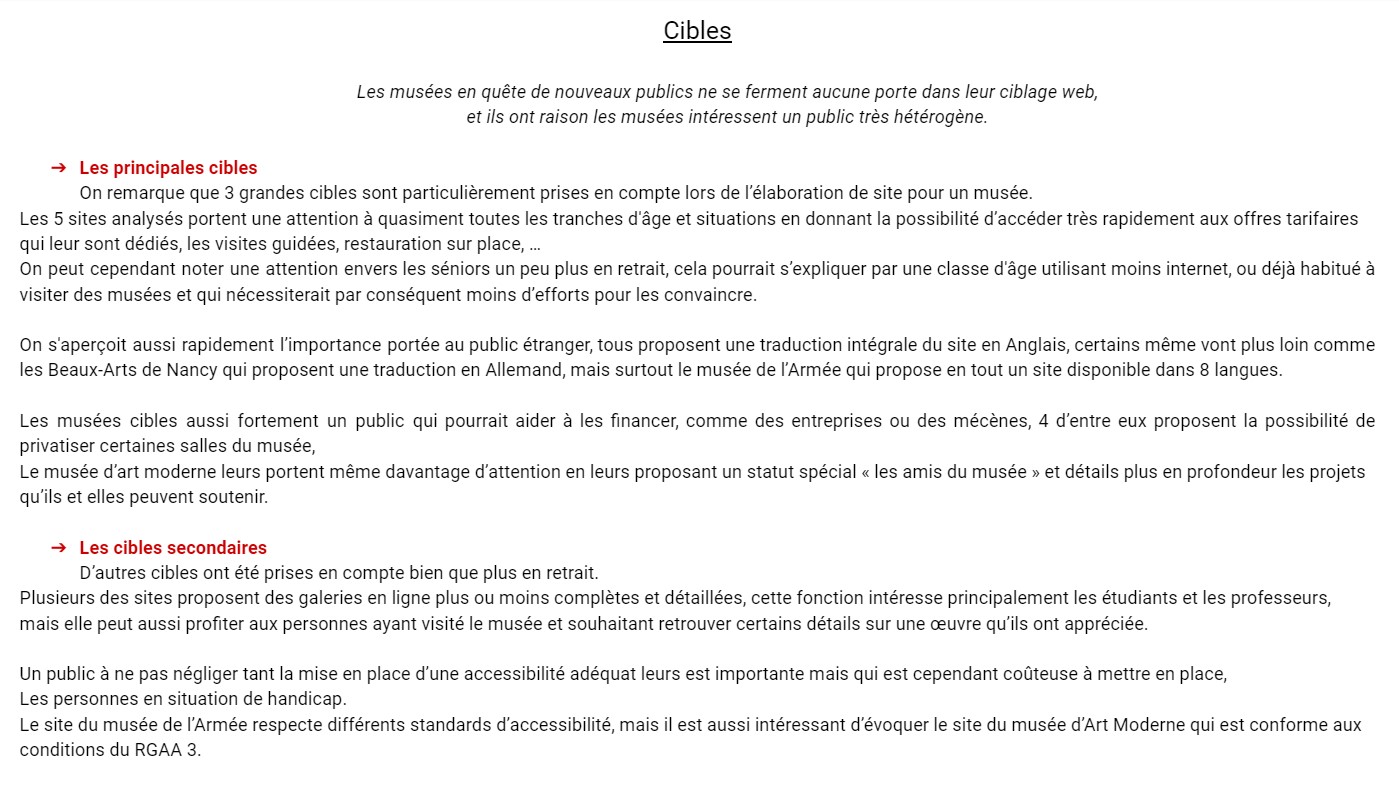 Cibles
Les musées en quête de nouveaux publics ne se ferment aucune porte dans leur ciblage web,
et ils ont raison les musées intéressent un public très hétérogène.
➔ Les principales cibles
On remarque que 3 grandes cibles sont particulièrement prises en compte lors de l’élaboration de site pour un musée.
Les 5 sites analysés portent une attention à quasiment toutes les tranches d'âge et situations en donnant la possibilité d’accéder très rapidement aux offres tarifaires
qui leur sont dédiés, les visites guidées, restauration sur place, …
On peut cependant noter une attention envers les séniors un peu plus en retrait, cela pourrait s’expliquer par une classe d'âge utilisant moins internet, ou déjà habitué à
visiter des musées et qui nécessiterait par conséquent moins d’efforts pour les convaincre.
On s'aperçoit aussi rapidement l’importance portée au public étranger, tous proposent une traduction intégrale du site en Anglais, certains même vont plus loin comme
les Beaux-Arts de Nancy qui proposent une traduction en Allemand, mais surtout le musée de l’Armée qui propose en tout un site disponible dans 8 langues.
Les musées cibles aussi fortement un public qui pourrait aider à les financer, comme des entreprises ou des mécènes, 4 d’entre eux proposent la possibilité de
privatiser certaines salles du musée,
Le musée d’art moderne leurs portent même davantage d’attention en leurs proposant un statut spécial « les amis du musée » et détails plus en profondeur les projets
qu’ils et elles peuvent soutenir.
➔ Les cibles secondaires
D’autres cibles ont été prises en compte bien que plus en retrait.
Plusieurs des sites proposent des galeries en ligne plus ou moins complètes et détaillées, cette fonction intéresse principalement les étudiants et les professeurs,
mais elle peut aussi profiter aux personnes ayant visité le musée et souhaitant retrouver certains détails sur une œuvre qu’ils ont appréciée.
Un public à ne pas négliger tant la mise en place d’une accessibilité adéquat leurs est importante mais qui est cependant coûteuse à mettre en place,
Les personnes en situation de handicap.
Le site du musée de l’Armée respecte différents standards d’accessibilité, mais il est aussi intéressant d’évoquer le site du musée d’Art Moderne qui est conforme aux
conditions du RGAA 3.